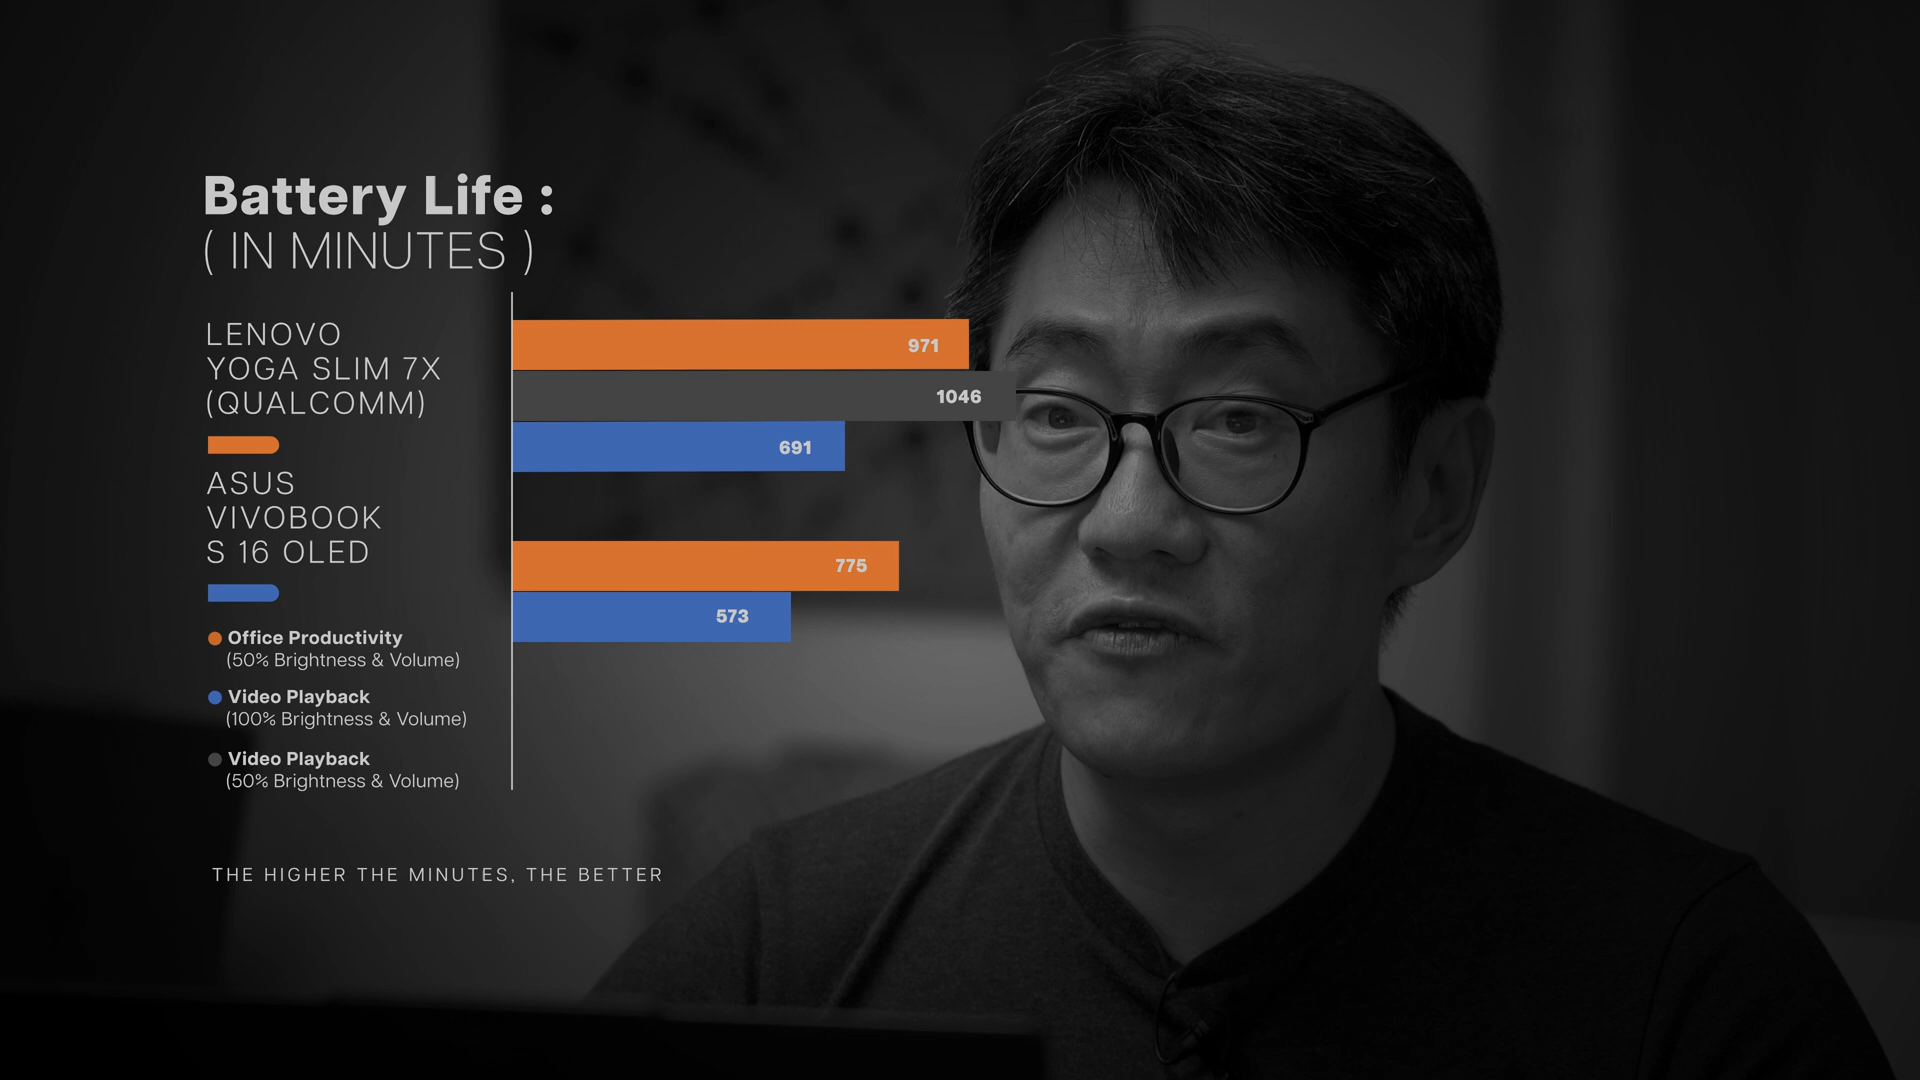 Battery Life :
( IN MINUTES )
LENOVO
YOGA SLIM 7X
(QUALCOMM)
971
1046
691
ASUS
VIVOBOOK
S 16 OLED
775
573
Office Productivity
(50% Brightness & Volume)
Video Playback
(100% Brightness & Volume)
Video Playback
(50% Brightness & Volume)
THE HIGHER THE MINUTES, THE BETTER